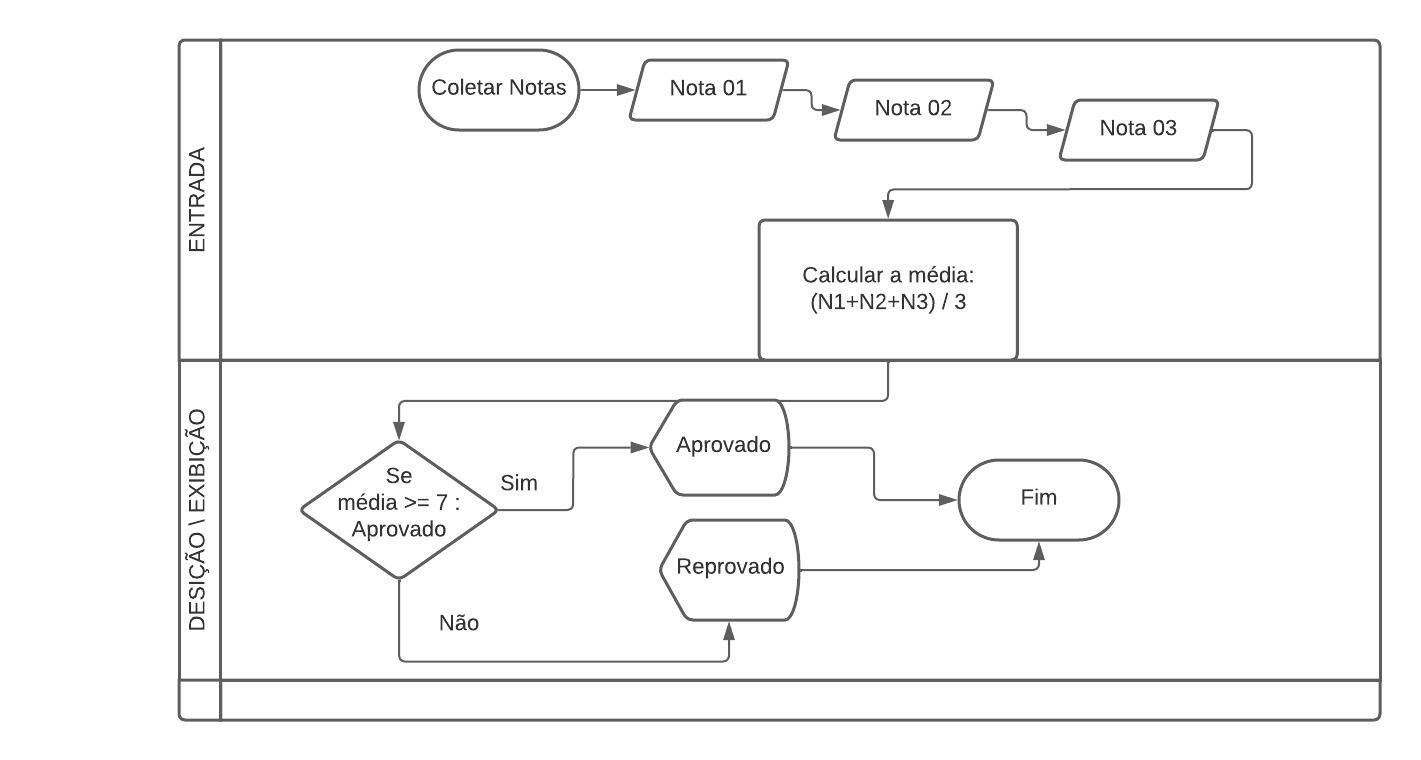 ENTRADA
Coletar Notas
Nota 01
Nota 02
Nota 03
Calcular a média:
(N1+N2+N3) / 3
DESIÇÃO \ EXIBIÇÃO
Se
média >= 7 :
Aprovado
Sim
Aprovado
Fim
Reprovado
Não